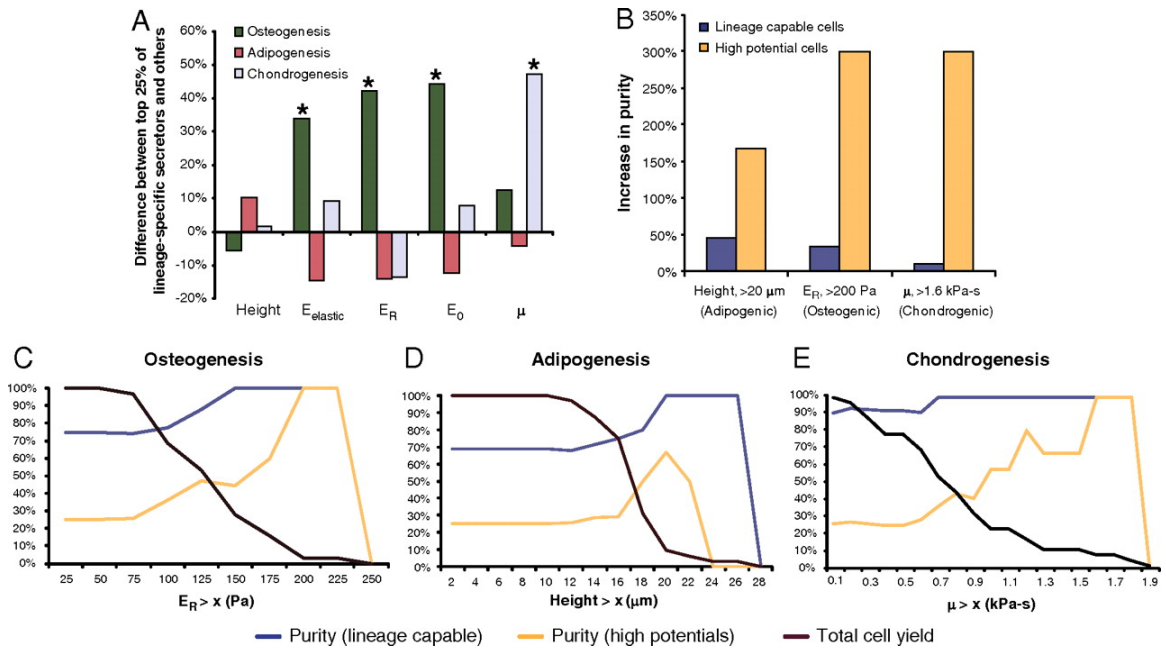 A
Difference between top 25% of
lineage-specific secretors and others
60%
50%
40%
30%
20%
10%
0%
-10%
-20%
Osteogenesis
Adipogenesis
Chondrogenesis
*
*
*
*
Height
E_elastic
E_R
E_0
μ
B
Increase in purity
350%
300%
250%
200%
150%
100%
50%
0%
Lineage capable cells
High potential cells
Height, >20 μm
(Adipogenic)
E_R, >200 Pa
(Osteogenic)
μ, >1.6 kPa-s
(Chondrogenic)
C
Osteogenesis
100%
90%
80%
70%
60%
50%
40%
30%
20%
10%
0%
25 50 75 100 125 150 175 200 225 250
E_R > x (Pa)
D
Adipogenesis
100%
90%
80%
70%
60%
50%
40%
30%
20%
10%
0%
2 4 6 8 10 12 14 16 18 20 22 24 26 28
Height > x (μm)
E
Chondrogenesis
100%
90%
80%
70%
60%
50%
40%
30%
20%
10%
0%
0.1 0.3 0.5 0.7 0.9 1.1 1.3 1.5 1.7 1.9
μ > x (kPa-s)
Purity (lineage capable)
Purity (high potentials)
Total cell yield